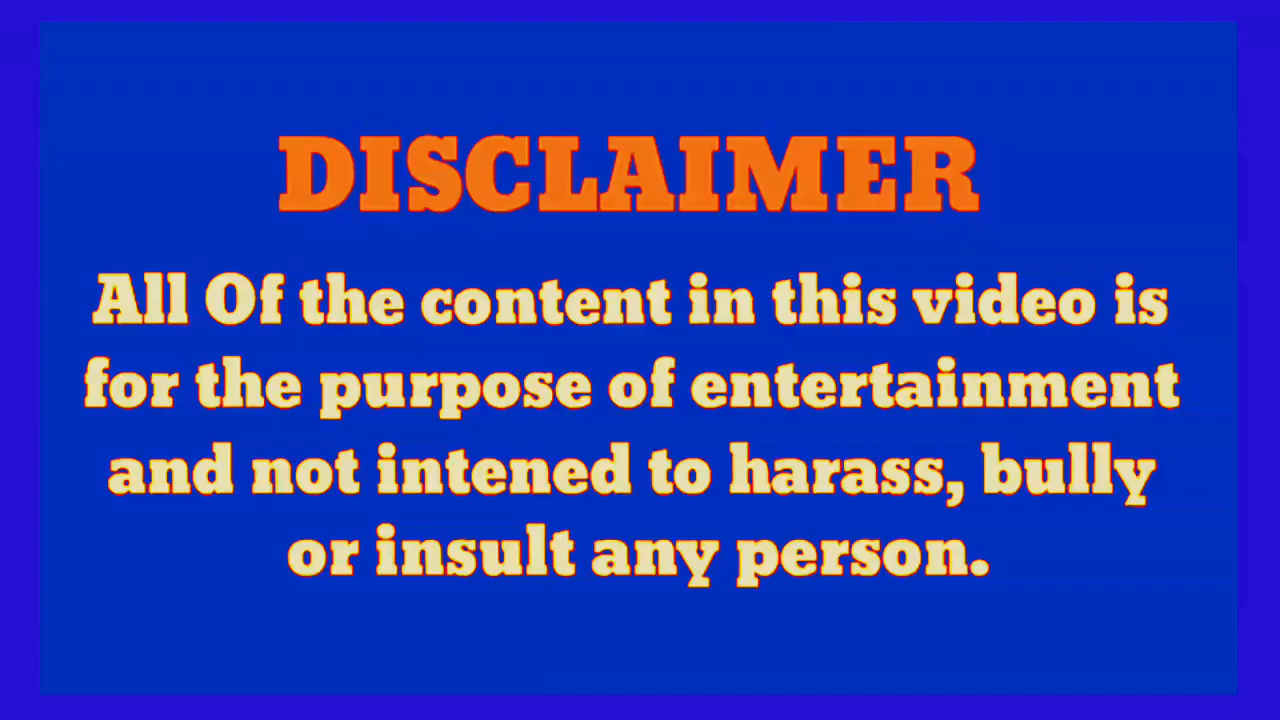 DISCLAIMER
All Of the content in this video is
for the purpose of entertainment
and not intened to harass, bully
or insult any person.